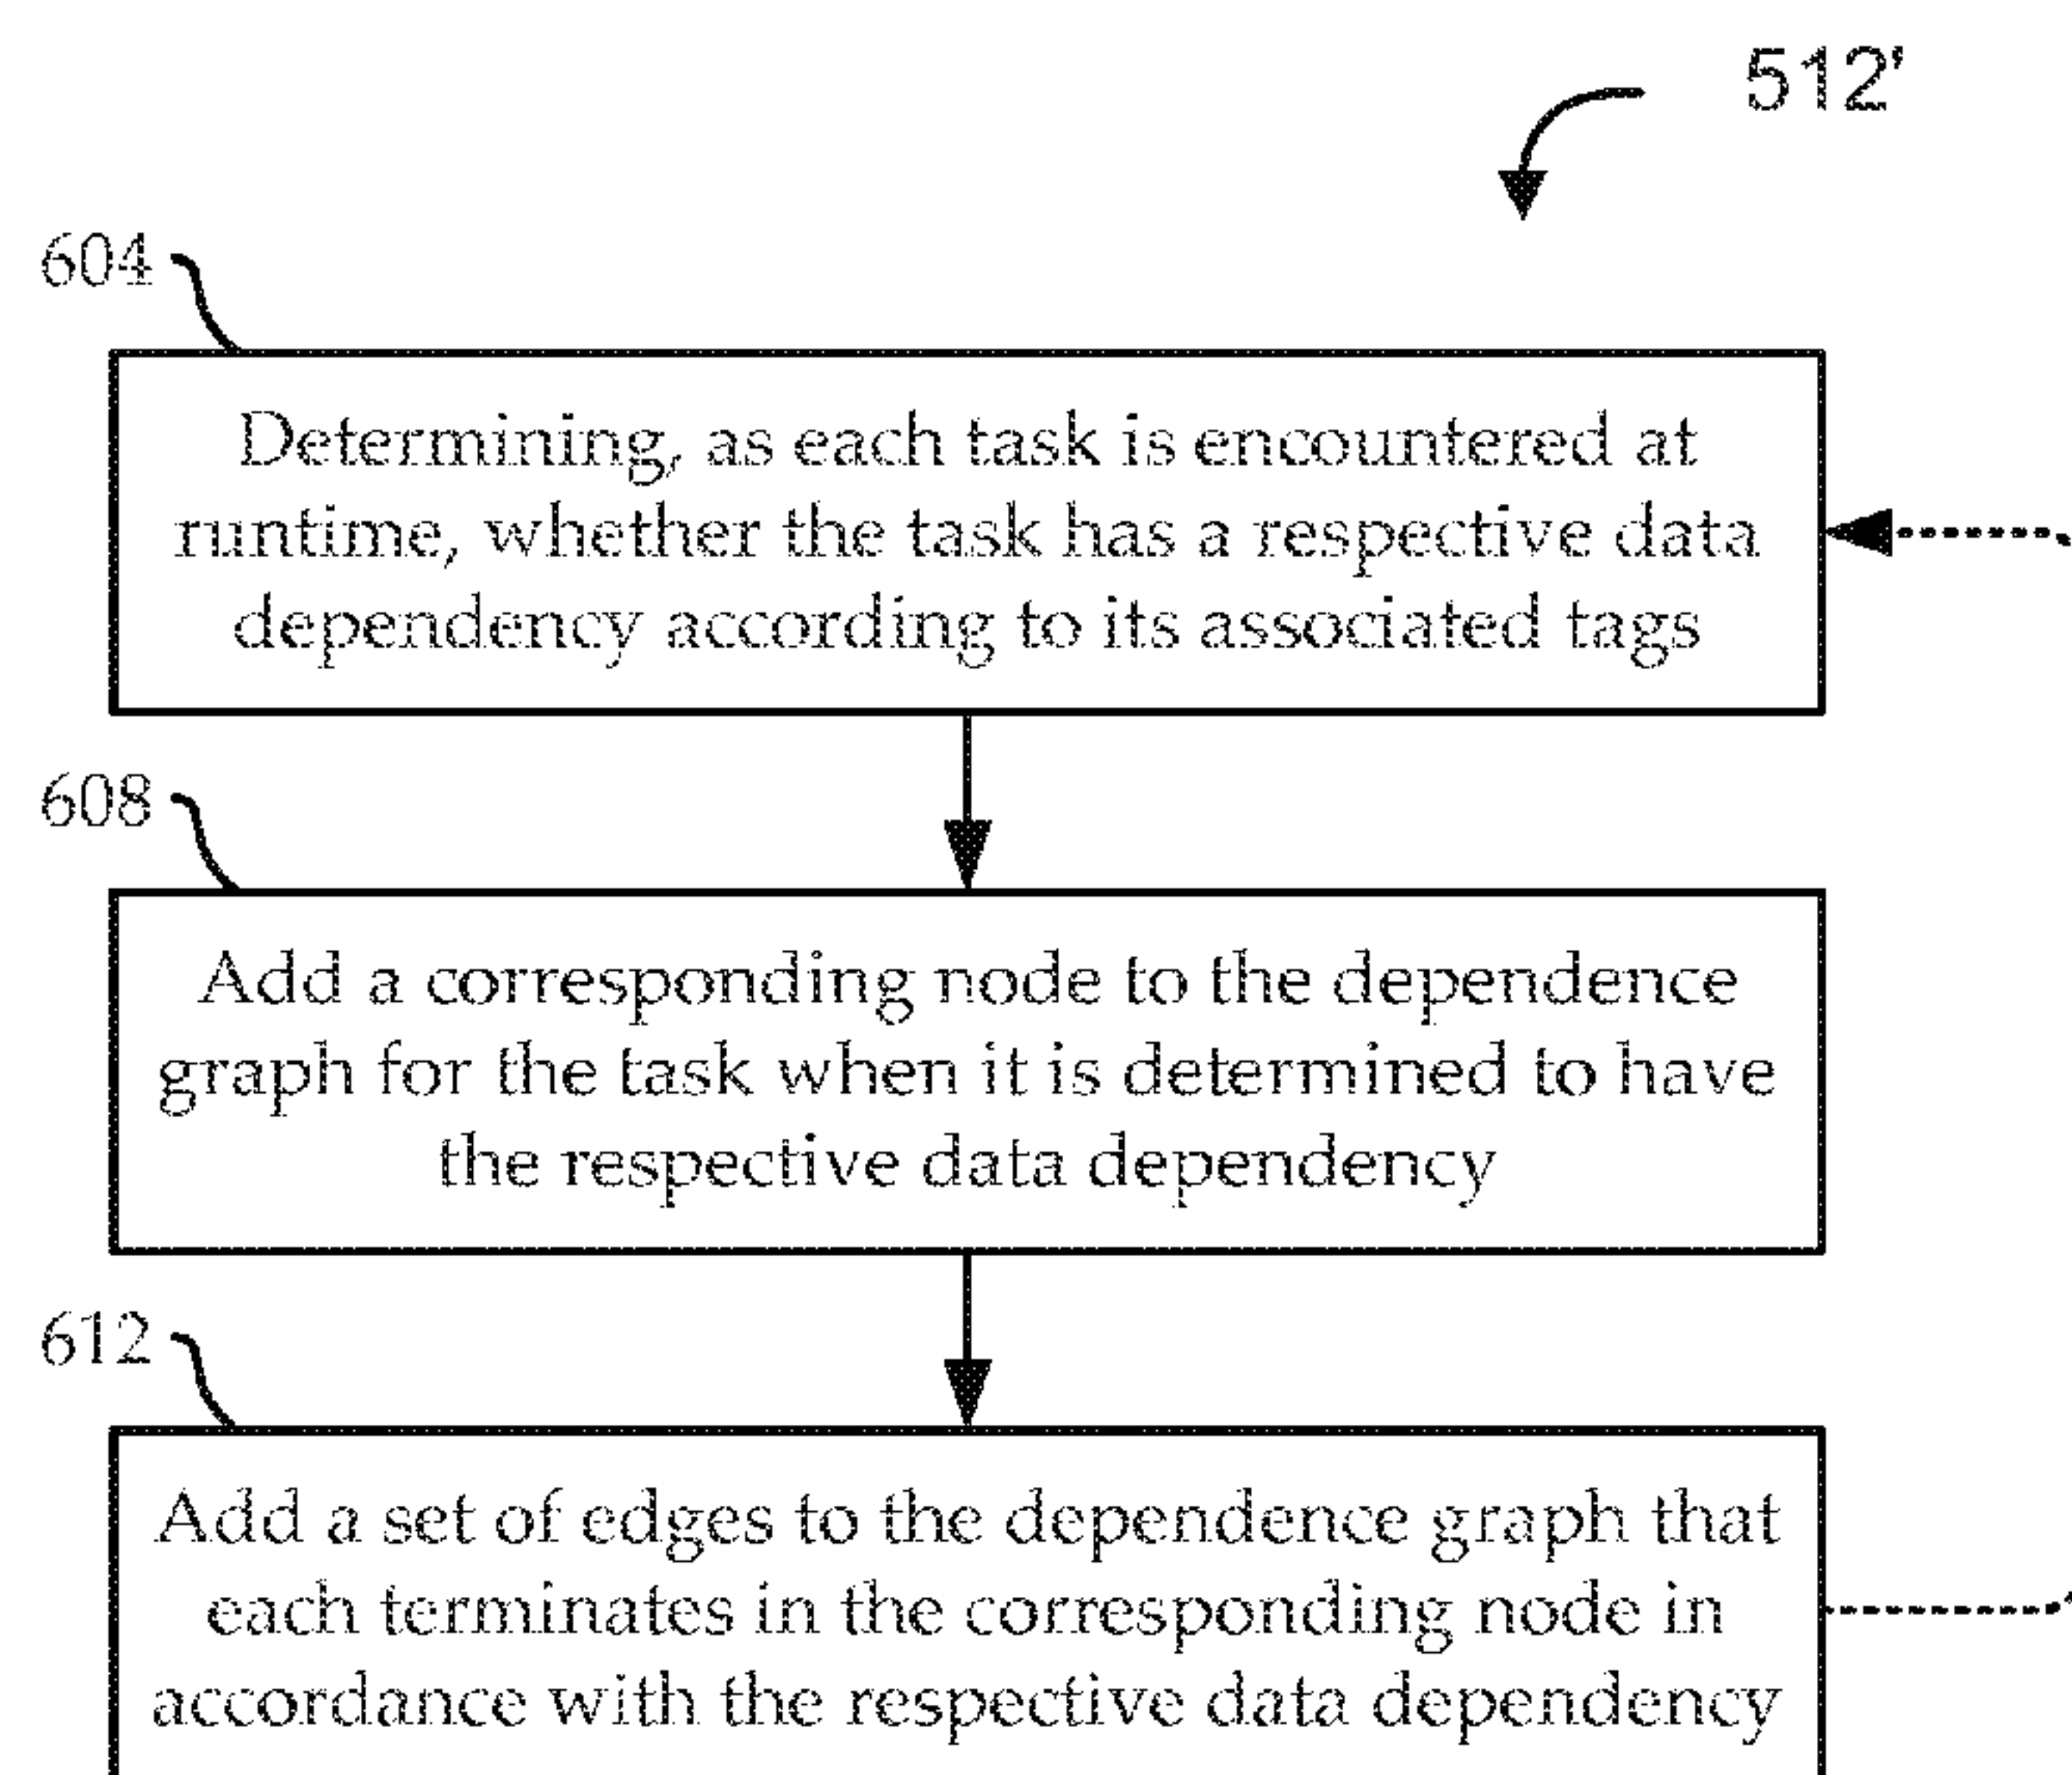 512'
604
Determining, as each task is encountered at
runtime, whether the task has a respective data
dependency according to its associated tags
608
Add a corresponding node to the dependence
graph for the task when it is determined to have
the respective data dependency
612
Add a set of edges to the dependence graph that
each terminates in the corresponding node in
accordance with the respective data dependency